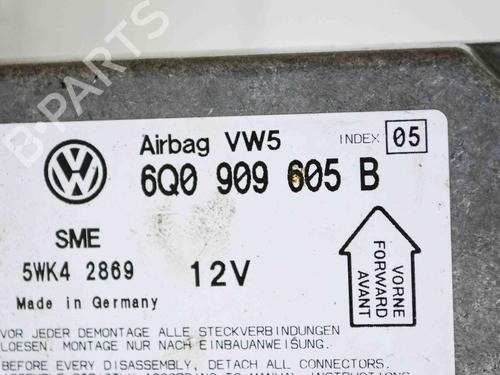 B-PARTS
Airbag VW5
INDEX 05
6Q0 909 605 B
SME
5WK4 2869
12V
Made in Germany
VORNE
FORWARD
AVANT
VOR JEDER DEMONTAGE ALLE STECKVERBINDUNGEN
LOESEN. MONTAGE NUR NACH EINBAUANWEISUNG!
BEFORE EVERY DISASSEMBLY, DETACH ALL CONNECTORS.